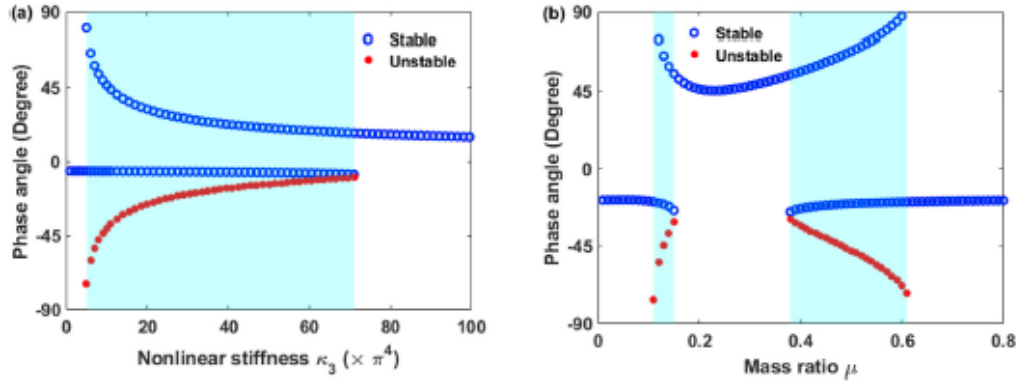 (a)
90
45
0
-45
-90
Phase angle (Degree)
Stable
Unstable
0 20 40 60 80 100
Nonlinear stiffness κ3 (× π^4)
(b)
90
45
0
-45
-90
Phase angle (Degree)
Stable
Unstable
0 0.2 0.4 0.6 0.8
Mass ratio μ